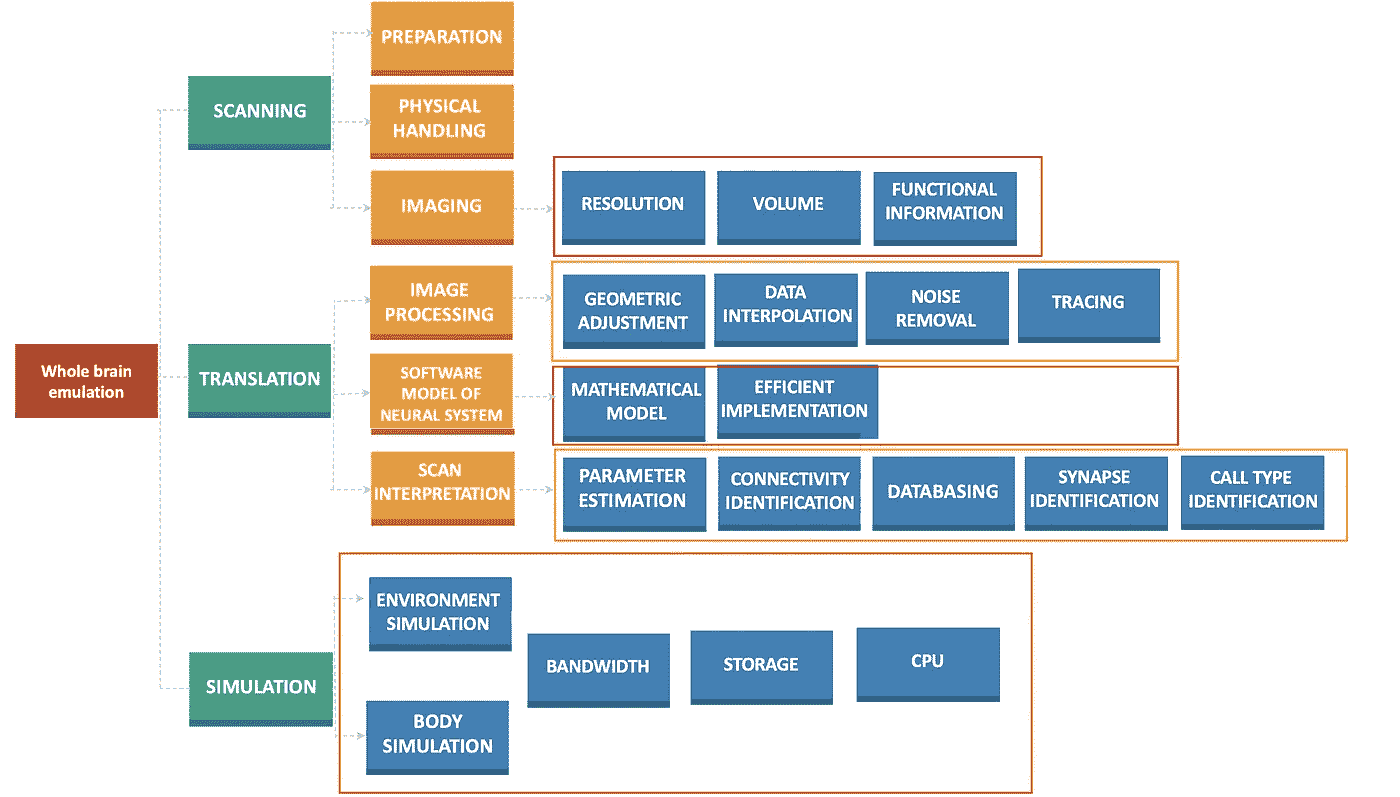 PREPARATION
SCANNING
PHYSICAL
HANDLING
IMAGING
RESOLUTION
VOLUME
FUNCTIONAL
INFORMATION
IMAGE
PROCESSING
GEOMETRIC
ADJUSTMENT
DATA
INTERPOLATION
NOISE
REMOVAL
TRACING
Whole brain
emulation
TRANSLATION
SOFTWARE
MODEL OF
NEURAL SYSTEM
MATHEMATICAL
MODEL
EFFICIENT
IMPLEMENTATION
SCAN
INTERPRETATION
PARAMETER
ESTIMATION
CONNECTIVITY
IDENTIFICATION
DATABASING
SYNAPSE
IDENTIFICATION
CALL TYPE
IDENTIFICATION
SIMULATION
ENVIRONMENT
SIMULATION
BODY
SIMULATION
BANDWIDTH
STORAGE
CPU